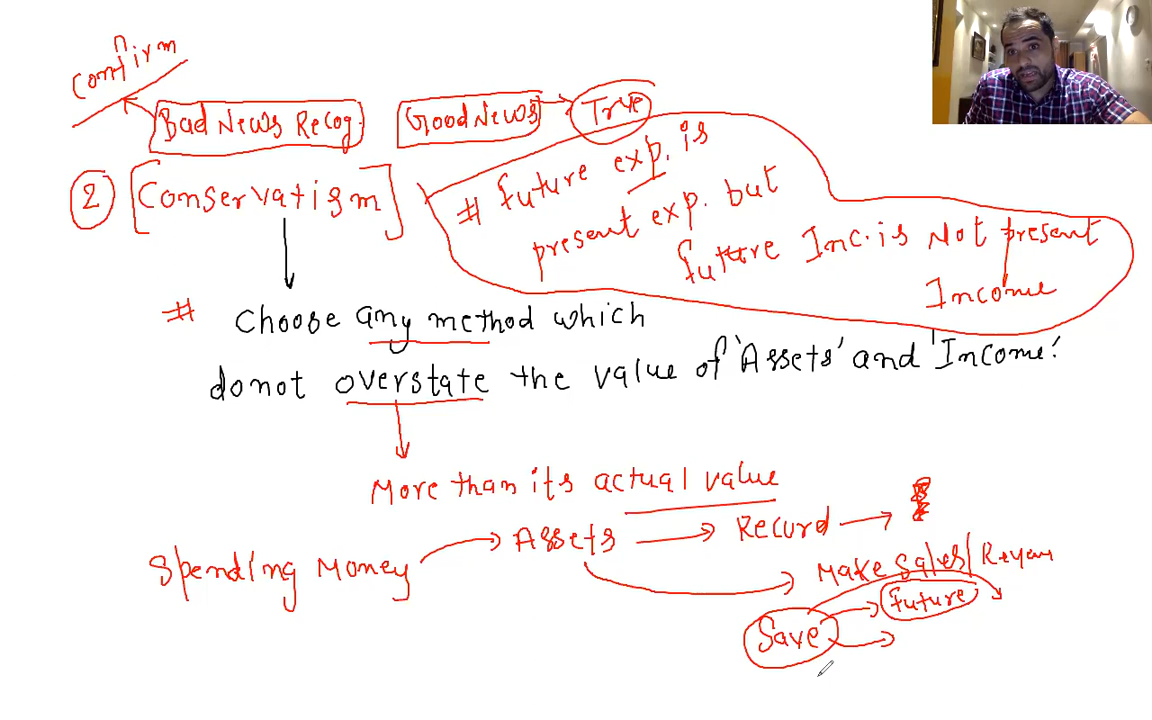 Confirm
Bad News Recog. Good News True
2 [Conservatism]
# future exp. is
present exp. but
future Inc. is Not present
Income
# Choose any method which
do not overstate the value of 'Assets' and 'Income'.
More than its actual value
Spending Money Assets Record
Make Sales/
Future
Save